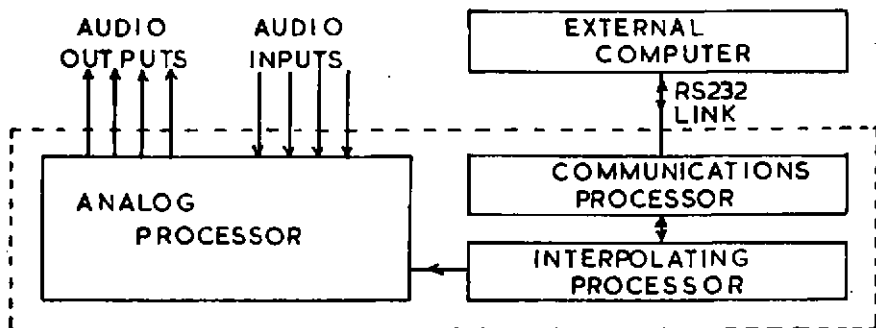 AUDIO
OUTPUTS
AUDIO
INPUTS
EXTERNAL
COMPUTER
RS232
LINK
ANALOG
PROCESSOR
COMMUNICATIONS
PROCESSOR
INTERPOLATING
PROCESSOR